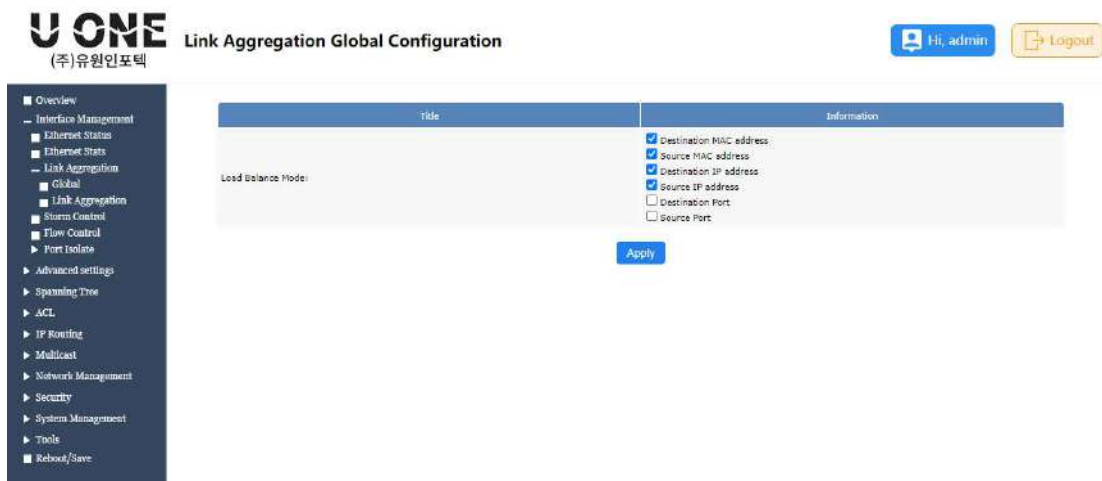 U ONE
(주)유원인포텍
Link Aggregation Global Configuration
Hi, admin
Logout
Overview
Interface Management
Ethernet Status
Ethernet Stats
Link Aggregation
Global
Link Aggregation
Storm Control
Flow Control
Port Isolate
Advanced settings
Spanning Tree
ACL
IP Routing
Multicast
Network Management
Security
System Management
Tools
Reboot/Save
Title Information
Load Balance Mode:
Destination MAC address
Source MAC address
Destination IP address
Source IP address
Destination Port
Source Port
Apply